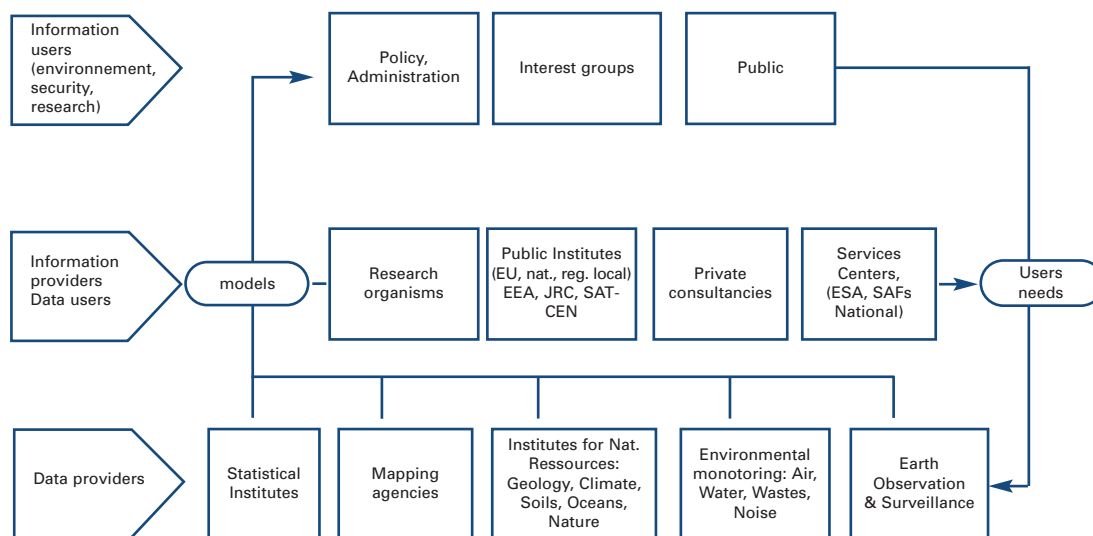 Information
users
(environnement,
security,
research)
Policy,
Administration
Interest groups
Public
Information
providers
Data users
models
Research
organisms
Public Institutes
(EU, nat., reg. local)
EEA, JRC, SAT-
CEN
Private
consultancies
Services
Centers,
(ESA, SAFs
National)
Users
needs
Data providers
Statistical
Institutes
Mapping
agencies
Institutes for Nat.
Ressources:
Geology, Climate,
Soils, Oceans,
Nature
Environmental
monotoring: Air,
Water, Wastes,
Noise
Earth
Observation
& Surveillance